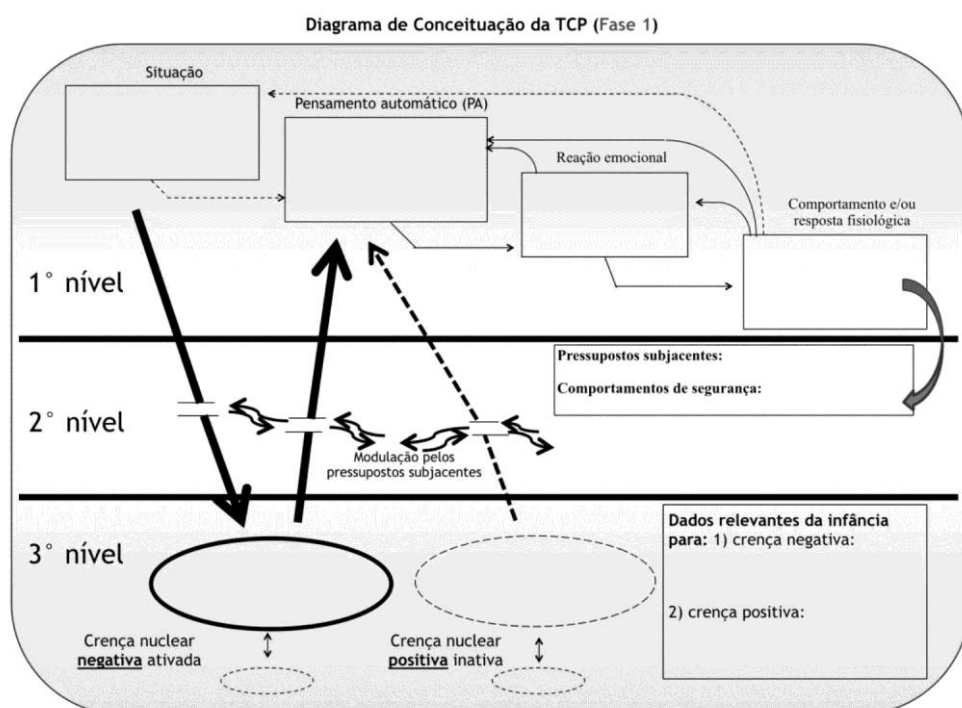 Diagrama de Conceituação da TCP (Fase 1)
Situação
Pensamento automático (PA)
Reação emocional
Comportamento e/ou
resposta fisiológica
1° nível
Pressupostos subjacentes:
Comportamentos de segurança:
2° nível
Modulação pelos
pressupostos subjacentes
3° nível
Dados relevantes da infância
para: 1) crença negativa:
2) crença positiva:
Crença nuclear
negativa ativada
Crença nuclear
positiva inativa